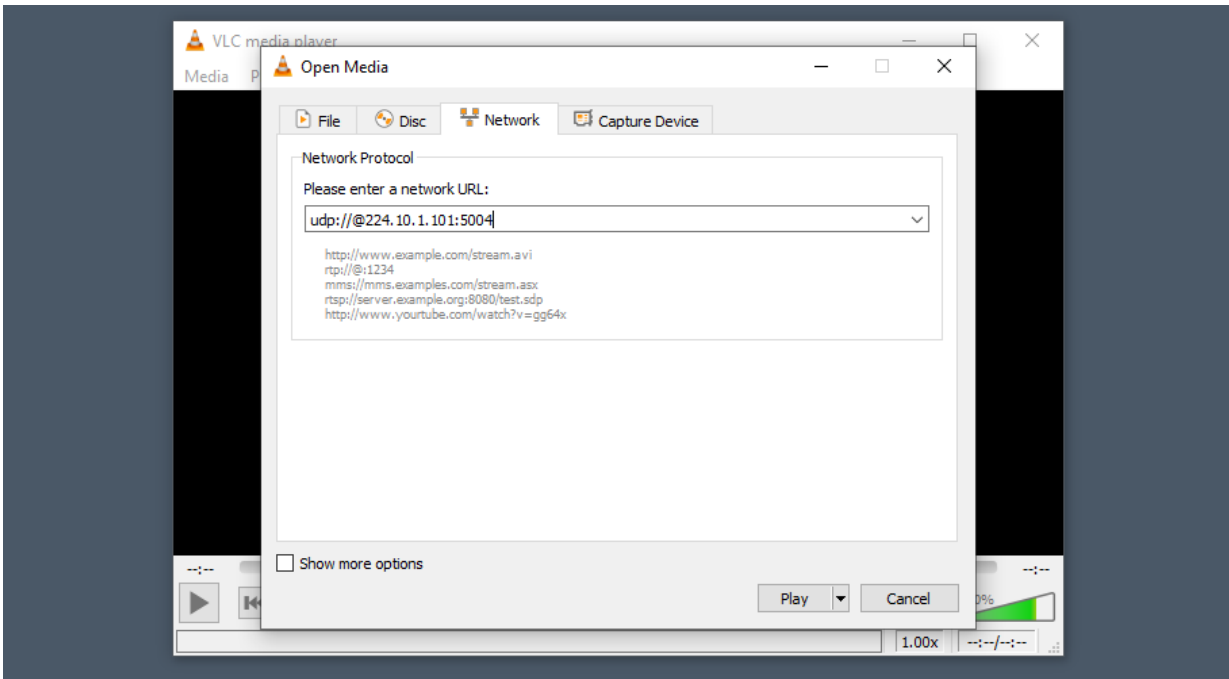 VLC media player
Open Media
Media P
File Disc Network Capture Device
Network Protocol
Please enter a network URL:
udp://@224.10.1.101:5004
http://www.example.com/stream.avi
rtp://@:1234
mms://mms.examples.com/stream.asx
rtsp://server.example.org:8080/test.sdp
http://www.yourtube.com/watch?v=gg64x
Show more options
--:-- --:--
Play Cancel
0%
1.00x --:--/--:--